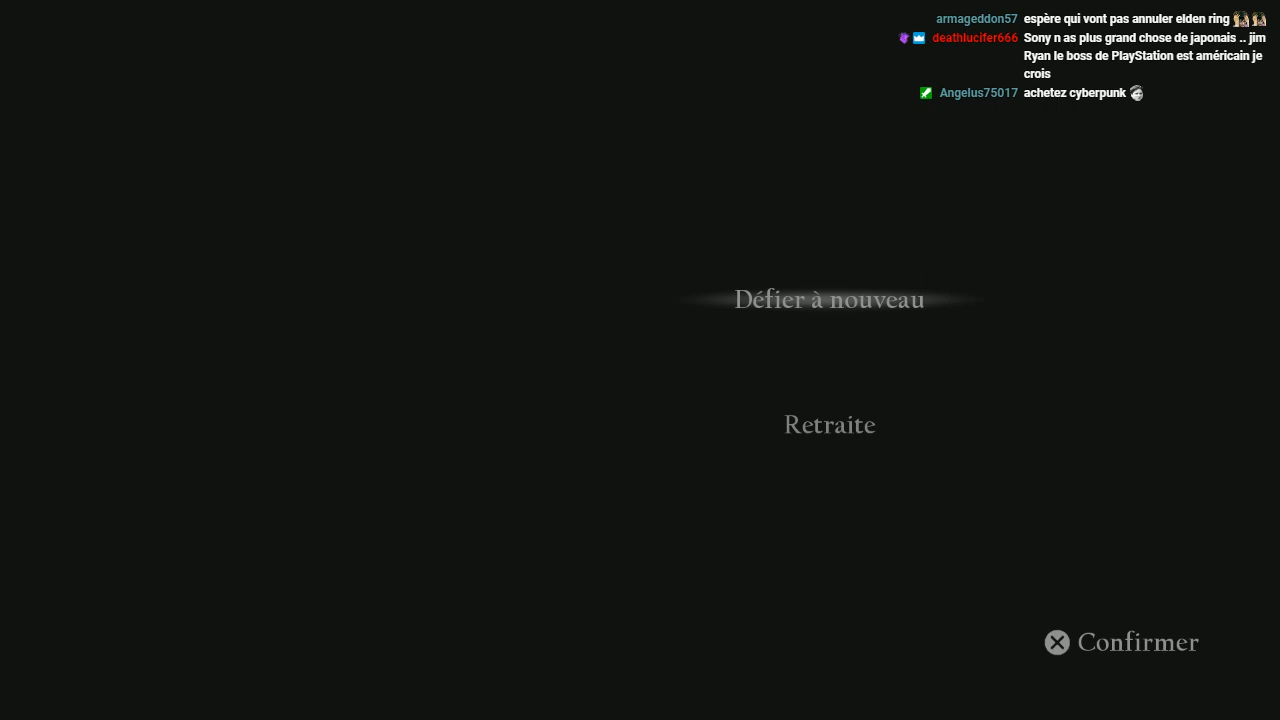 armageddon57 espère qui vont pas annuler elden ring
deathlucifer666 Sony n as plus grand chose de japonais .. jim
Ryan le boss de PlayStation est américain je
crois
Angelus75017 achetez cyberpunk
Défier à nouveau
Retraite
Confirmer